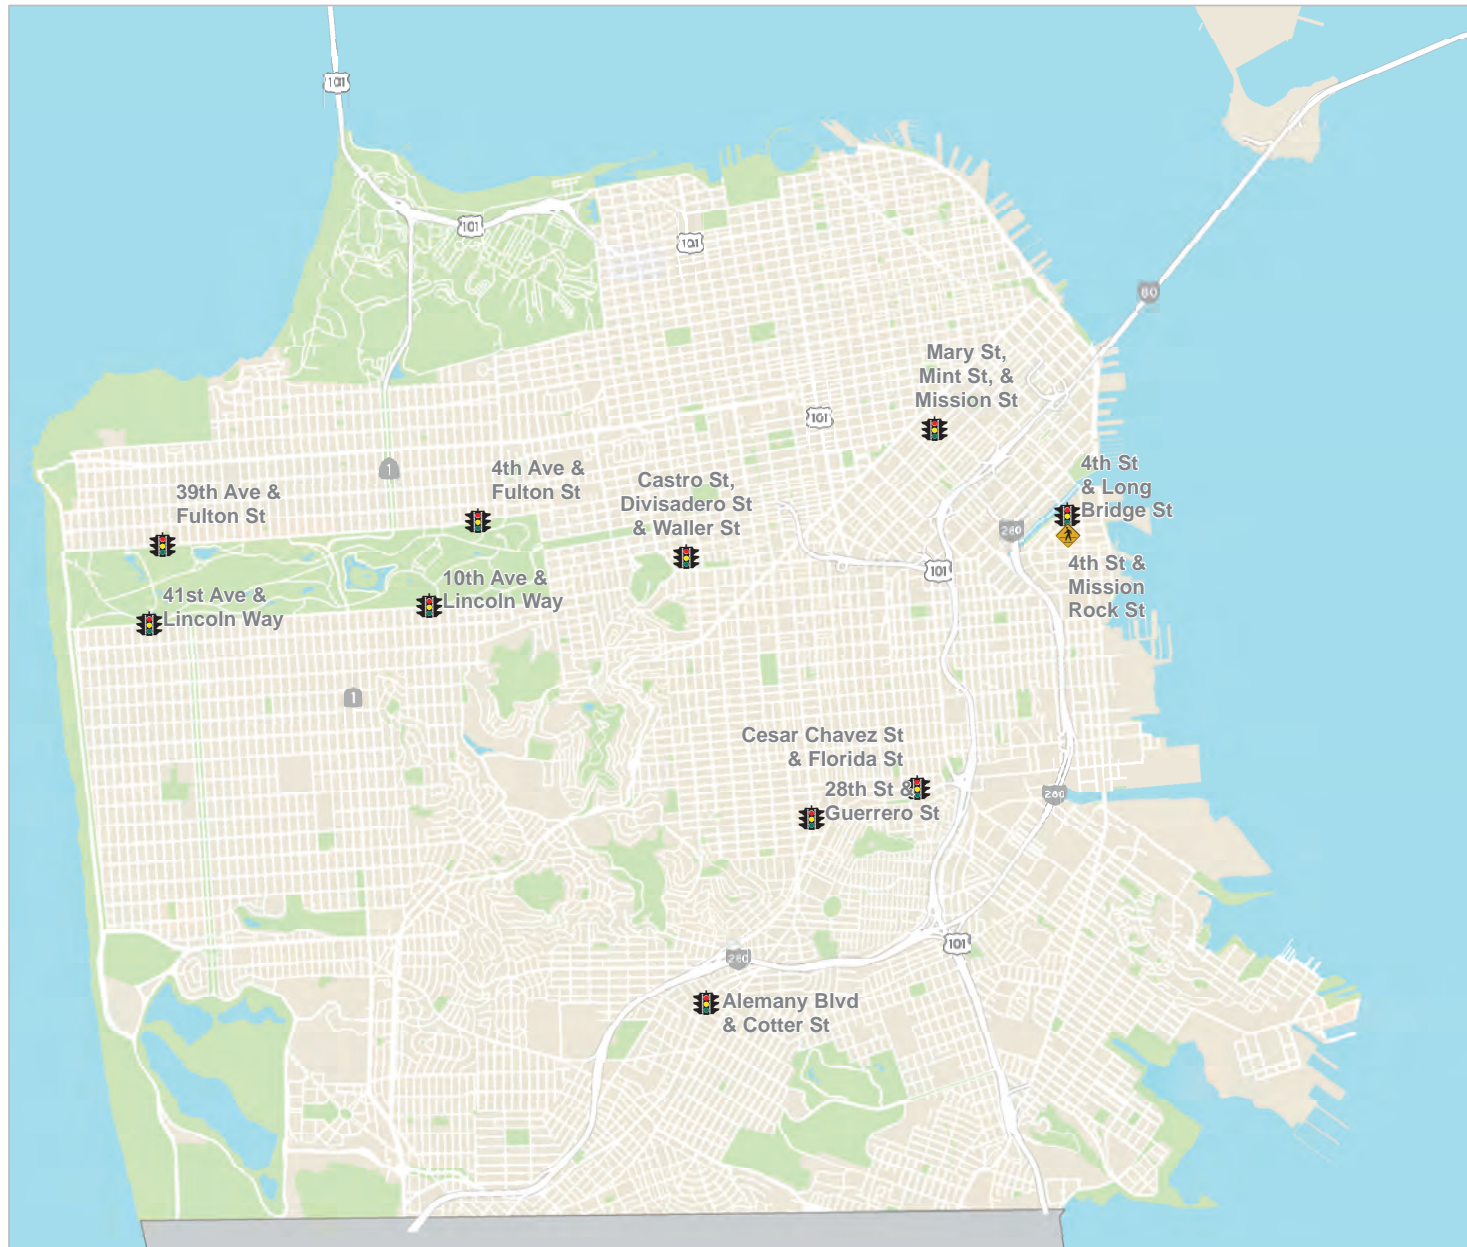 101
101
101
80
Mary St,
Mint St, &
Mission St
101
1
4th Ave &
Fulton St
39th Ave &
Fulton St
Castro St,
Divisadero St
& Waller St
4th St
& Long
Bridge St
280
101
4th St &
Mission
Rock St
10th Ave &
Lincoln Way
41st Ave &
Lincoln Way
1
Cesar Chavez St
& Florida St
28th St &
Guerrero St
280
101
280
Alemany Blvd
& Cotter St